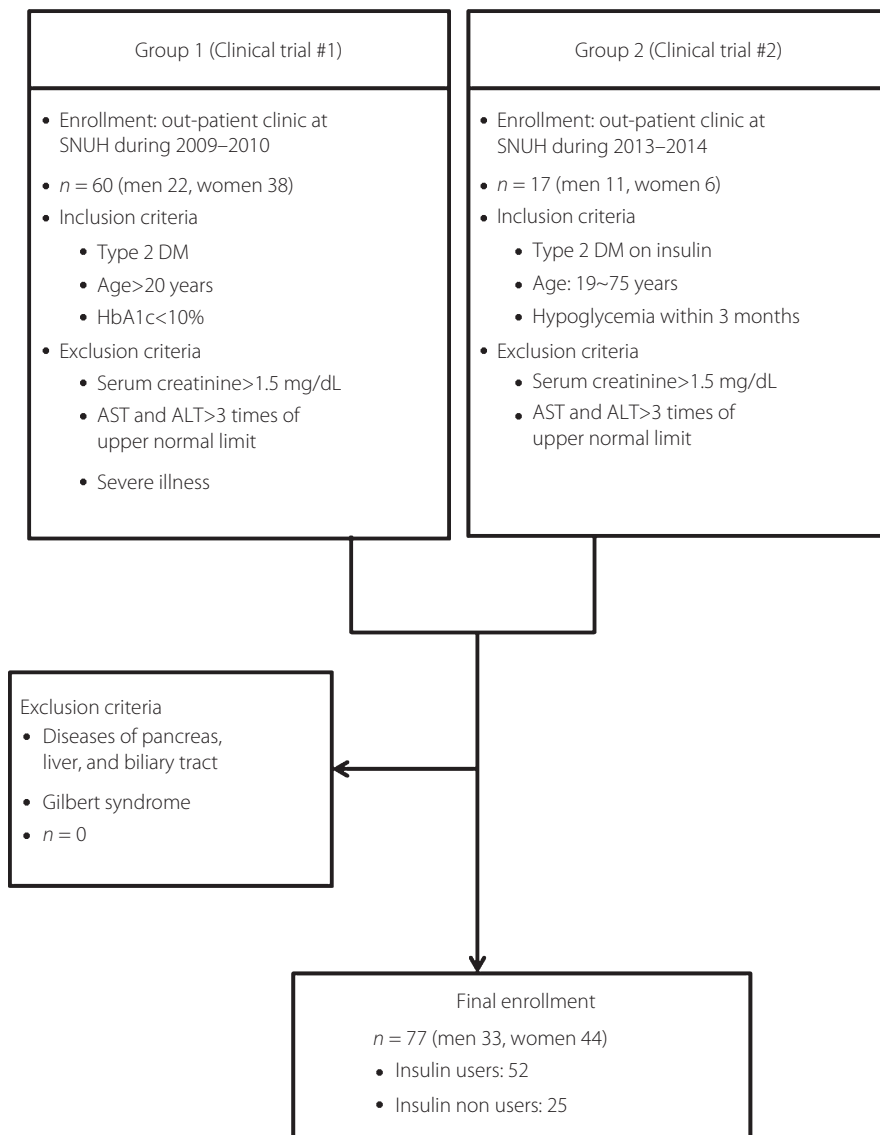 Group 1 (Clinical trial #1)
• Enrollment: out-patient clinic at
SNUH during 2009–2010
• n = 60 (men 22, women 38)
• Inclusion criteria
• Type 2 DM
• Age>20 years
• HbA1c<10%
• Exclusion criteria
• Serum creatinine>1.5 mg/dL
• AST and ALT>3 times of
upper normal limit
• Severe illness
Group 2 (Clinical trial #2)
• Enrollment: out-patient clinic at
SNUH during 2013–2014
• n = 17 (men 11, women 6)
• Inclusion criteria
• Type 2 DM on insulin
• Age: 19~75 years
• Hypoglycemia within 3 months
• Exclusion criteria
• Serum creatinine>1.5 mg/dL
• AST and ALT>3 times of
upper normal limit
Exclusion criteria
• Diseases of pancreas,
liver, and biliary tract
• Gilbert syndrome
• n = 0
Final enrollment
n = 77 (men 33, women 44)
• Insulin users: 52
• Insulin non users: 25